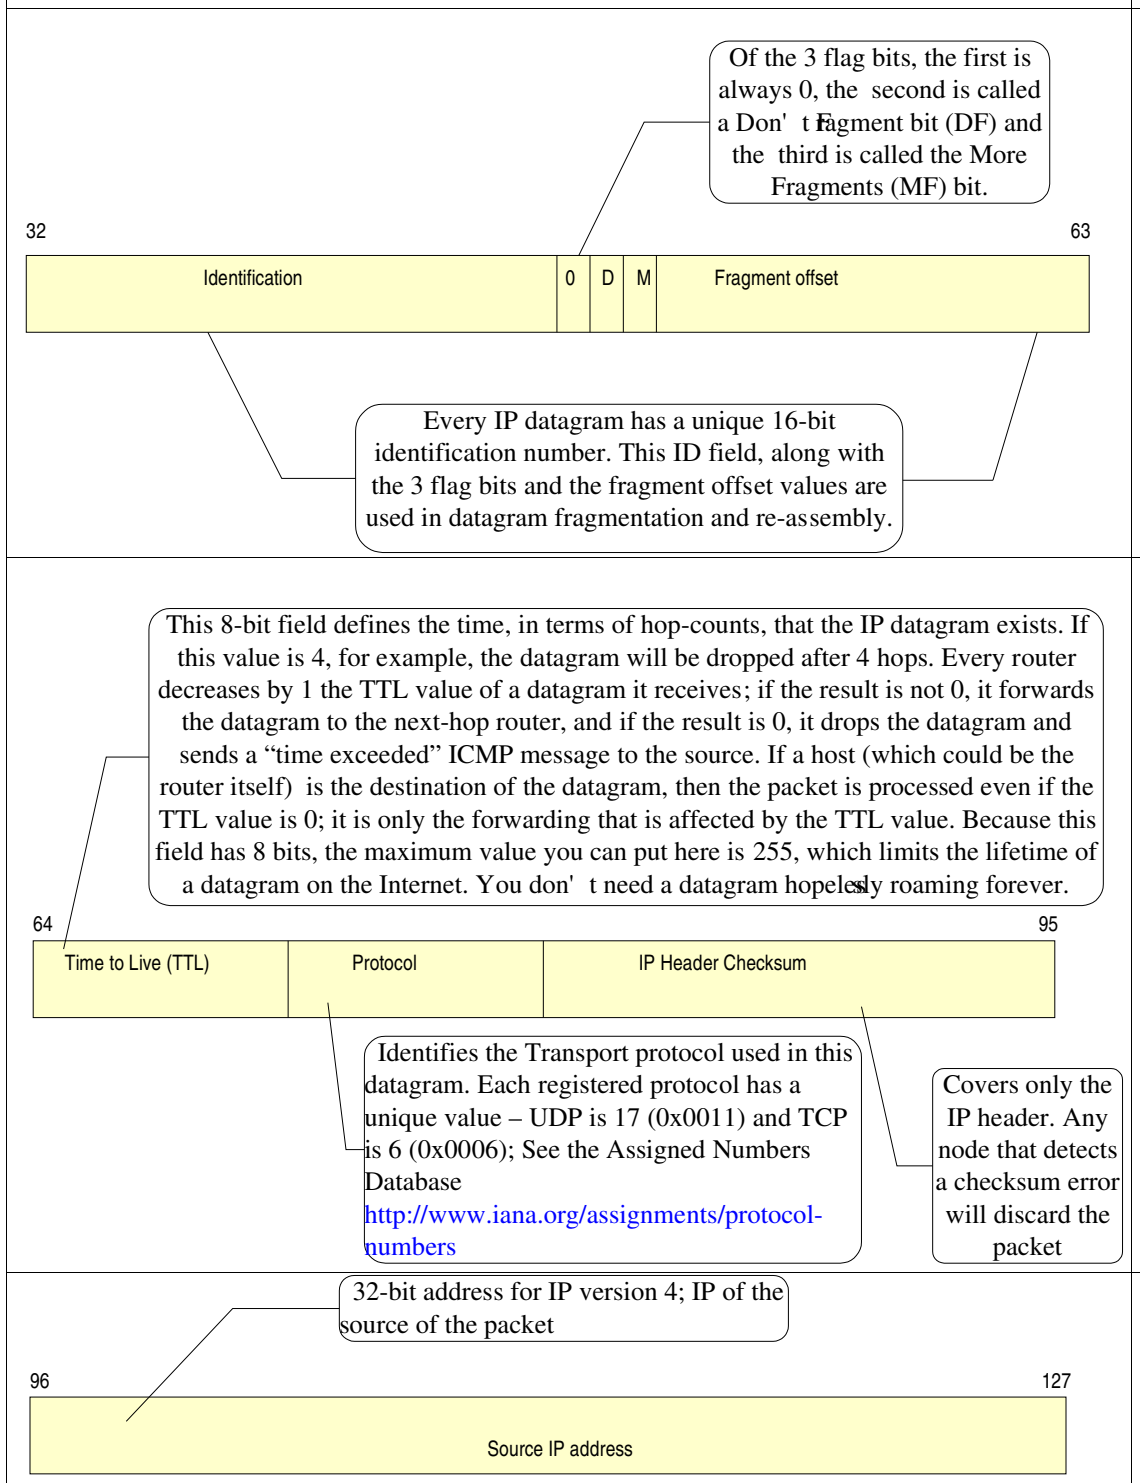 Of the 3 flag bits, the first is
always 0, the second is called
a Don' t Fragment bit (DF) and
the third is called the More
Fragments (MF) bit.
32
63
Identification
0
D
M
Fragment offset
Every IP datagram has a unique 16-bit
identification number. This ID field, along with
the 3 flag bits and the fragment offset values are
used in datagram fragmentation and re-assembly.
This 8-bit field defines the time, in terms of hop-counts, that the IP datagram exists. If
this value is 4, for example, the datagram will be dropped after 4 hops. Every router
decreases by 1 the TTL value of a datagram it receives; if the result is not 0, it forwards
the datagram to the next-hop router, and if the result is 0, it drops the datagram and
sends a “time exceeded” ICMP message to the source. If a host (which could be the
router itself) is the destination of the datagram, then the packet is processed even if the
TTL value is 0; it is only the forwarding that is affected by the TTL value. Because this
field has 8 bits, the maximum value you can put here is 255, which limits the lifetime of
a datagram on the Internet. You don' t need a datagram hopelessly roaming forever.
64
95
Time to Live (TTL)
Protocol
IP Header Checksum
Identifies the Transport protocol used in this
datagram. Each registered protocol has a
unique value – UDP is 17 (0x0011) and TCP
is 6 (0x0006); See the Assigned Numbers
Database
http://www.iana.org/assignments/protocol-
numbers
Covers only the
IP header. Any
node that detects
a checksum error
will discard the
packet
32-bit address for IP version 4; IP of the
source of the packet
96
127
Source IP address